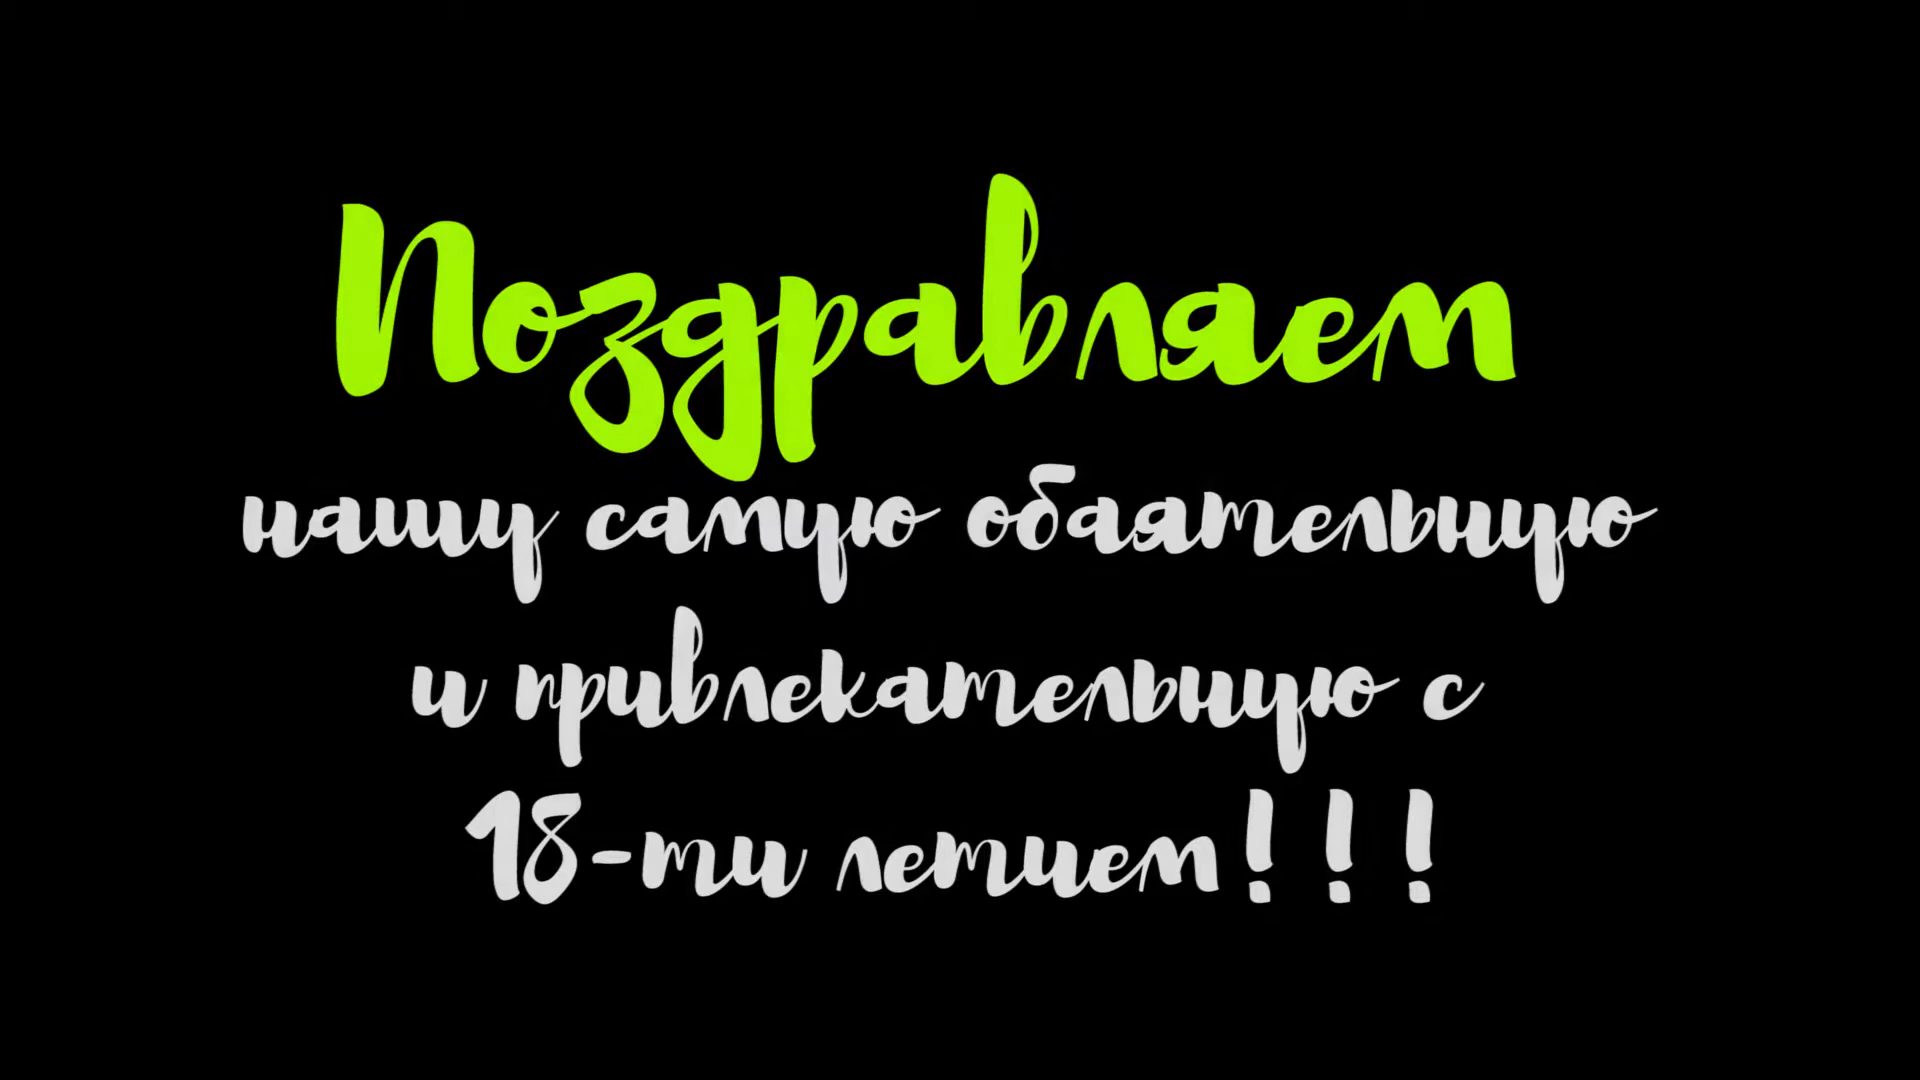 Поздравляем
нашу самую обаятельную
и привлекательную с
18-ти летием!!!